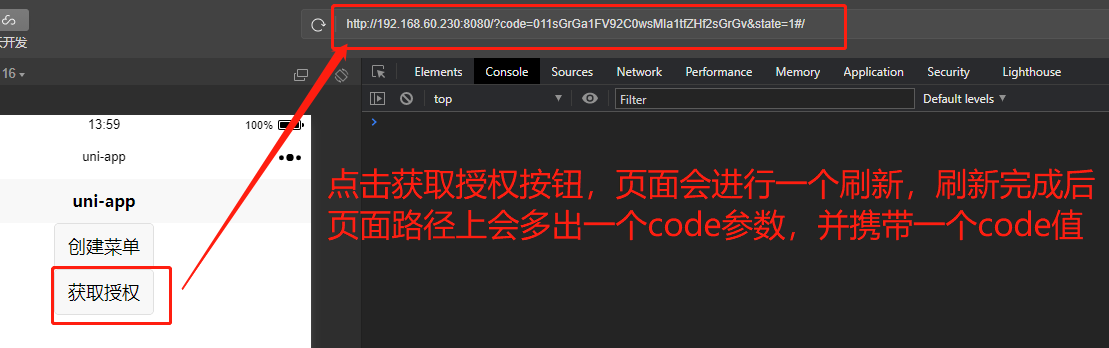 http://192.168.60.230:8080/?code=011sGrGa1FV92C0wsMla1tfZHf2sGrGv&state=1#/
开发
16
Elements Console Sources Network Performance Memory Application Security Lighthouse
top Filter Default levels
13:59 100%
uni-app
uni-app
创建菜单
获取授权
点击获取授权按钮，页面会进行一个刷新，刷新完成后
页面路径上会多出一个code参数，并携带一个code值